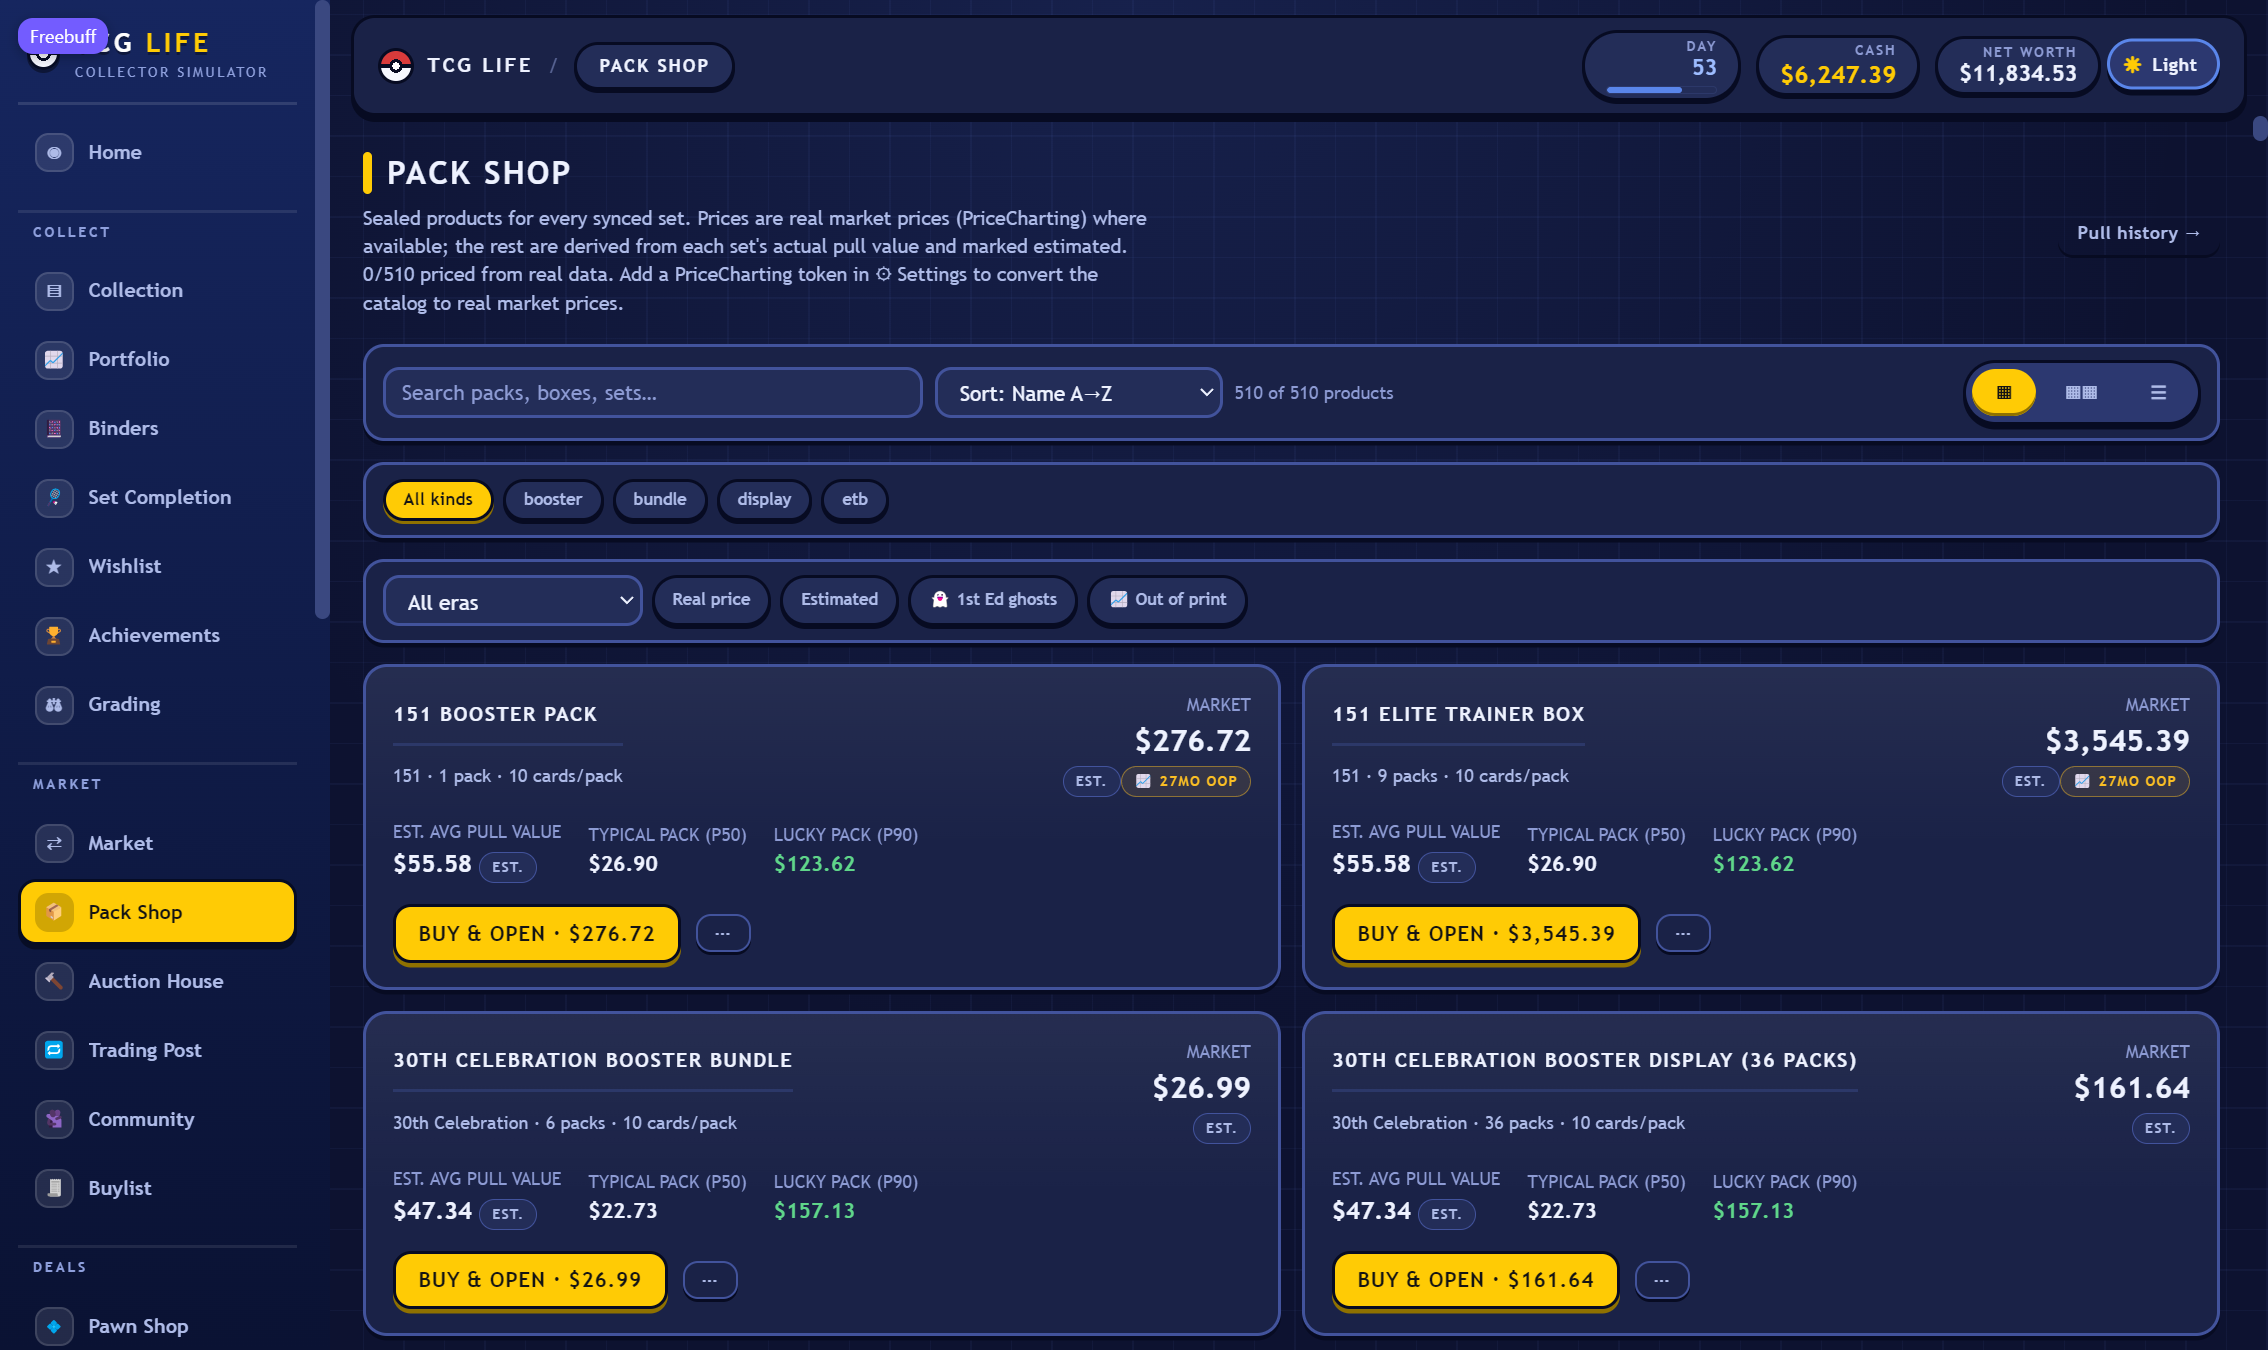 Freebuff
CG LIFE
COLLECTOR SIMULATOR
Home
COLLECT
Collection
Portfolio
Binders
Set Completion
Wishlist
Achievements
Grading
MARKET
Market
Pack Shop
Auction House
Trading Post
Community
Buylist
DEALS
Pawn Shop
TCG LIFE / PACK SHOP
DAY
53
CASH
$6,247.39
NET WORTH
$11,834.53
Light
PACK SHOP
Sealed products for every synced set. Prices are real market prices (PriceCharting) where
available; the rest are derived from each set's actual pull value and marked estimated.
0/510 priced from real data. Add a PriceCharting token in ⚙ Settings to convert the
catalog to real market prices.
Pull history →
Search packs, boxes, sets...
Sort: Name A→Z
510 of 510 products
All kinds
booster
bundle
display
etb
All eras
Real price
Estimated
1st Ed ghosts
Out of print
151 BOOSTER PACK
MARKET
$276.72
151 · 1 pack · 10 cards/pack
EST.
27MO OOP
EST. AVG PULL VALUE
TYPICAL PACK (P50)
LUCKY PACK (P90)
$55.58 EST.
$26.90
$123.62
BUY & OPEN · $276.72
---
151 ELITE TRAINER BOX
MARKET
$3,545.39
151 · 9 packs · 10 cards/pack
EST.
27MO OOP
EST. AVG PULL VALUE
TYPICAL PACK (P50)
LUCKY PACK (P90)
$55.58 EST.
$26.90
$123.62
BUY & OPEN · $3,545.39
---
30TH CELEBRATION BOOSTER BUNDLE
MARKET
$26.99
30th Celebration · 6 packs · 10 cards/pack
EST.
EST. AVG PULL VALUE
TYPICAL PACK (P50)
LUCKY PACK (P90)
$47.34 EST.
$22.73
$157.13
BUY & OPEN · $26.99
---
30TH CELEBRATION BOOSTER DISPLAY (36 PACKS)
MARKET
$161.64
30th Celebration · 36 packs · 10 cards/pack
EST.
EST. AVG PULL VALUE
TYPICAL PACK (P50)
LUCKY PACK (P90)
$47.34 EST.
$22.73
$157.13
BUY & OPEN · $161.64
---